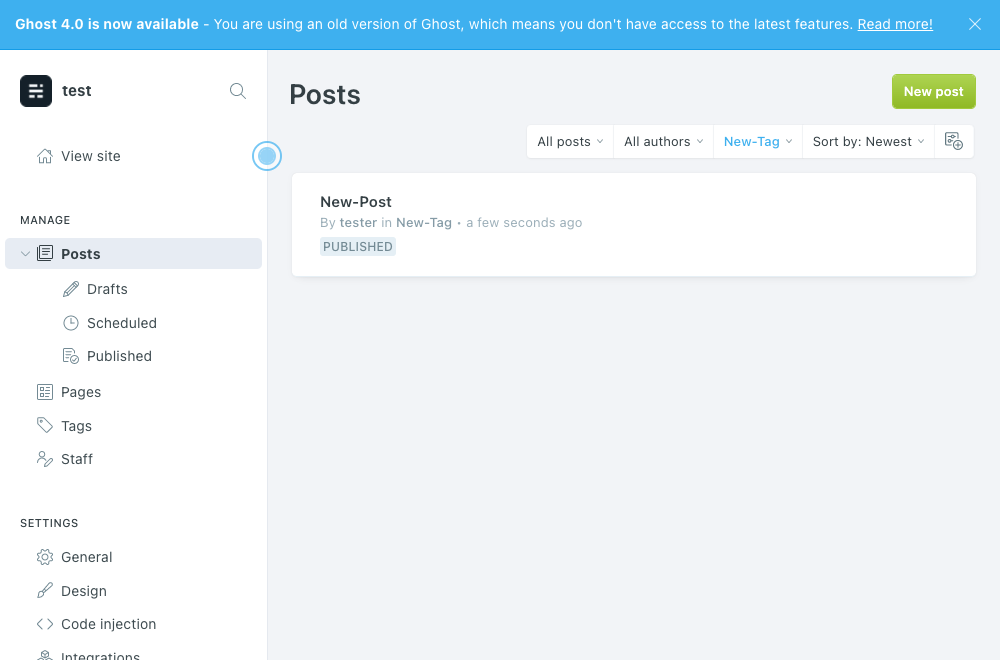 Ghost 4.0 is now available - You are using an old version of Ghost, which means you don't have access to the latest features. Read more!
test
View site
MANAGE
Posts
Drafts
Scheduled
Published
Pages
Tags
Staff
SETTINGS
General
Design
Code injection
Integrations
Posts
New post
All posts
All authors
New-Tag
Sort by: Newest
New-Post
By tester in New-Tag • a few seconds ago
PUBLISHED